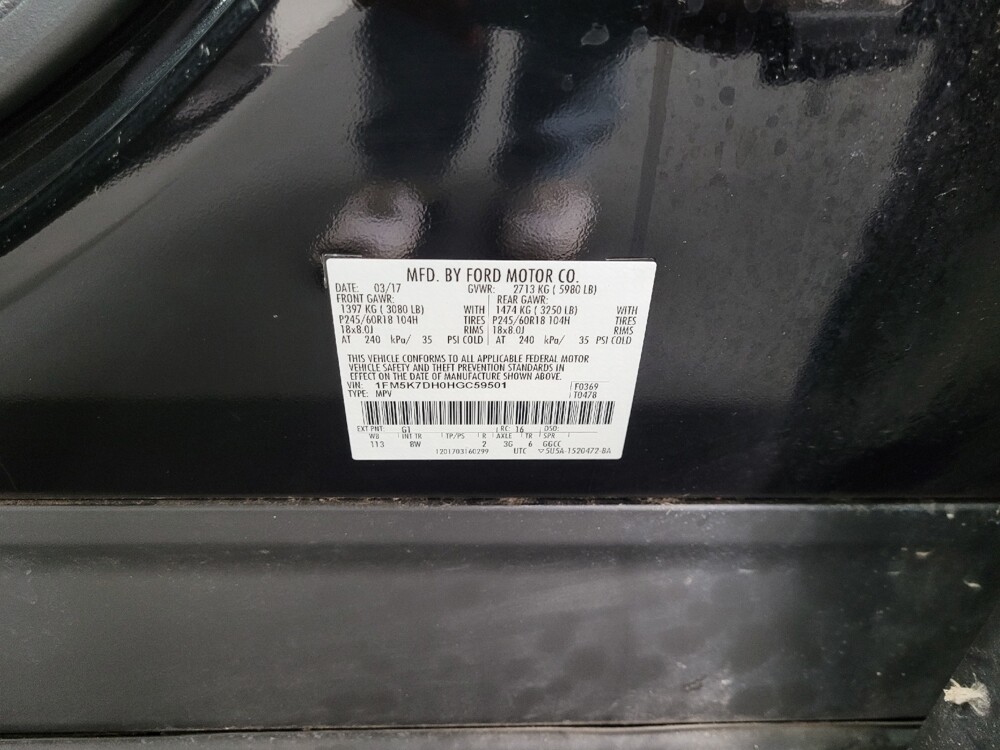 MFD. BY FORD MOTOR CO.
DATE: 03/17 GVWR: 2713 KG ( 5980 LB)
FRONT GAWR: REAR GAWR:
1397 KG ( 3080 LB) WITH 1474 KG ( 3250 LB) WITH
P245/60R18 104H TIRES P245/60R18 104H TIRES
18x8.0J RIMS 18x8.0J RIMS
AT 240 kPa/ 35 PSI COLD AT 240 kPa/ 35 PSI COLD
THIS VEHICLE CONFORMS TO ALL APPLICABLE FEDERAL MOTOR
VEHICLE SAFETY AND THEFT PREVENTION STANDARDS IN
EFFECT ON THE DATE OF MANUFACTURE SHOWN ABOVE.
VIN: 1FM5K7DH0HGC59501 F0369
TYPE: MPV T0478
EXT PNT: G1 RC: 16 DSO:
WB INT TR TP/PS R AXLE TR SPR
113 8W 2 3G 6 GGCC
1201703160299 UTC ▽5U5A-1520472-BA